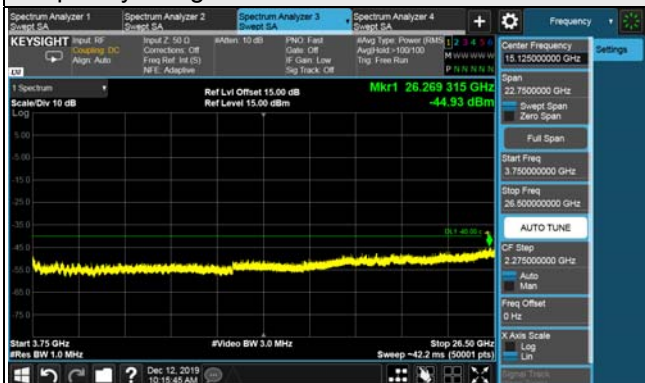 Spectrum Analyzer 1
Swept SA
Spectrum Analyzer 2
Swept SA
Spectrum Analyzer 3
Swept SA
Spectrum Analyzer 4
Swept SA
+
Frequency
KEYSIGHT
Input: RF
Coupling: DC
Align: Auto
Input Z: 50 Ω
Corrections: Off
Freq Ref: Int (S)
NFE: Adaptive
#Atten: 10 dB
PNO: Fast
Gate: Off
IF Gain: Low
Sig Track: Off
#Avg Type: Power (RMS
Avg|Hold:>100/100
Trig: Free Run
1 2 3 4 5 6
M W W W W W
P N N N N N
Center Frequency
15.125000000 GHz
Settings
Span
22.7500000 GHz
Swept Span
Zero Span
Full Span
Start Freq
3.750000000 GHz
Stop Freq
26.500000000 GHz
AUTO TUNE
CF Step
2.275000000 GHz
Auto
Man
Freq Offset
0 Hz
X Axis Scale
Log
Lin
Signal Track
LV
1 Spectrum
Scale/Div 10 dB
Log
Ref Lvl Offset 15.00 dB
Ref Level 15.00 dBm
Mkr1 26.269 315 GHz
-44.93 dBm
5.00
-5.00
-15.0
-25.0
-35.0
-45.0
-55.0
-65.0
-75.0
Start 3.75 GHz
#Res BW 1.0 MHz
#Video BW 3.0 MHz
Stop 26.50 GHz
Sweep ~42.2 ms (50001 pts)
?
Dec 12, 2019
10:15:45 AM